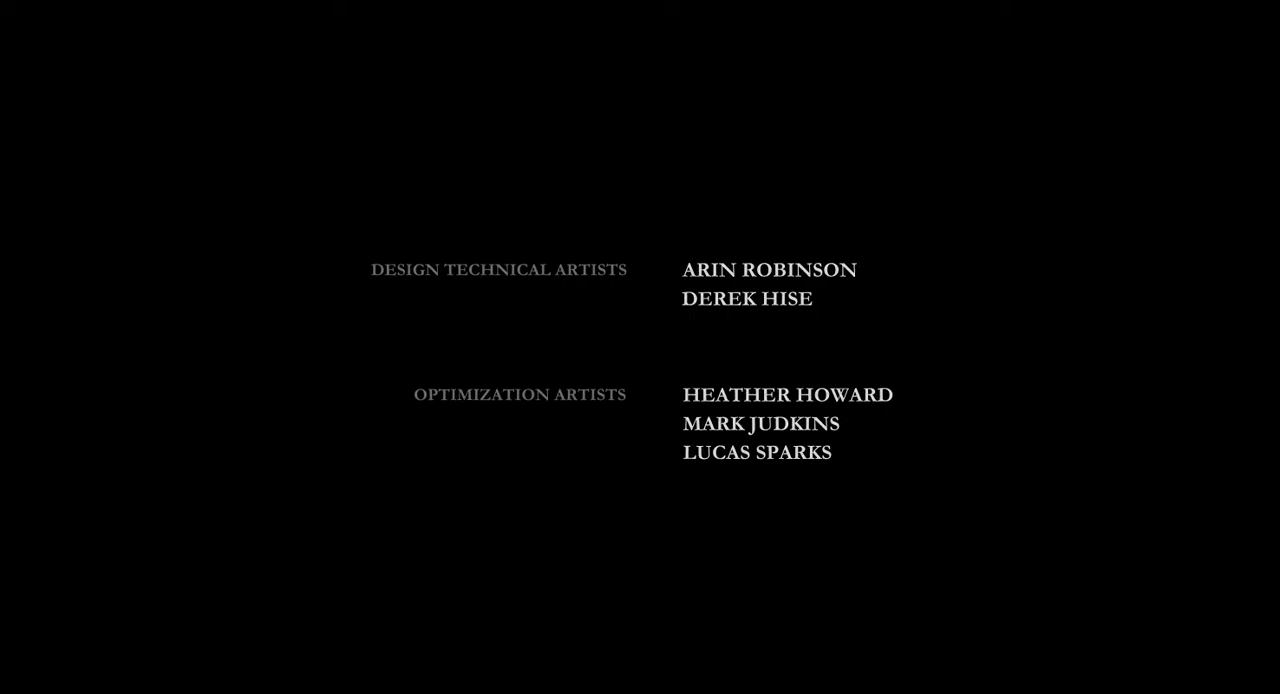 DESIGN TECHNICAL ARTISTS ARIN ROBINSON
DEREK HISE
OPTIMIZATION ARTISTS HEATHER HOWARD
MARK JUDKINS
LUCAS SPARKS